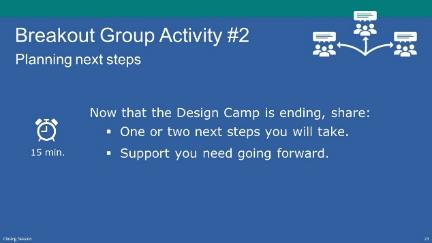 Breakout Group Activity #2
Planning next steps
Now that the Design Camp is ending, share:
▪ One or two next steps you will take.
▪ Support you need going forward.
15 min.
Closing Session